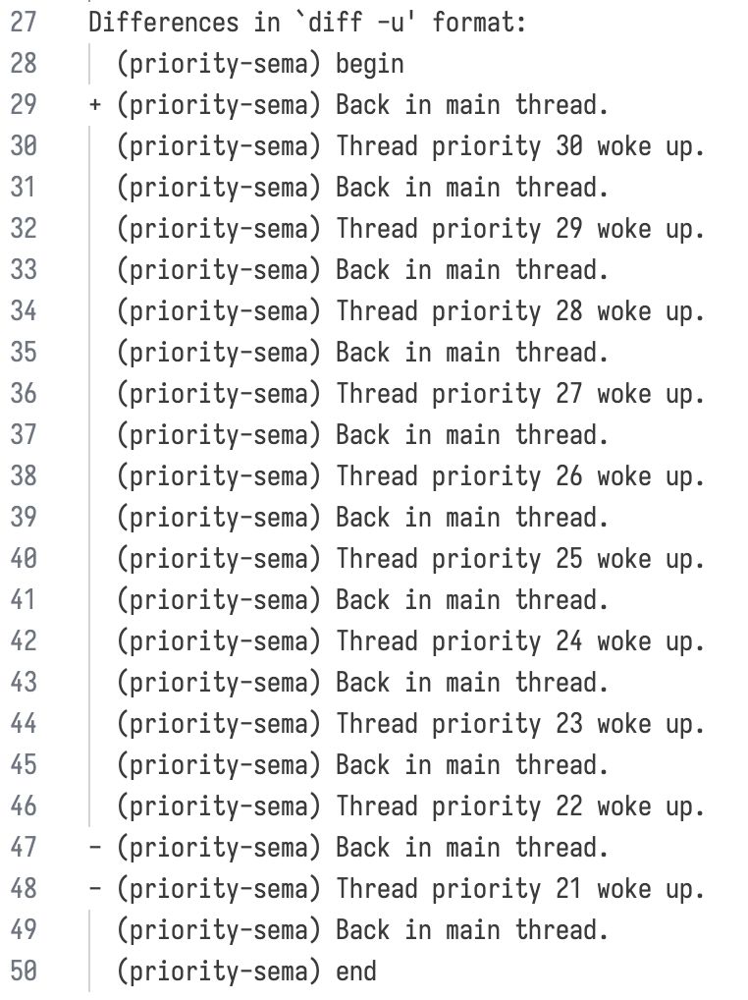 27 Differences in `diff -u' format:
28 (priority-sema) begin
29 + (priority-sema) Back in main thread.
30 (priority-sema) Thread priority 30 woke up.
31 (priority-sema) Back in main thread.
32 (priority-sema) Thread priority 29 woke up.
33 (priority-sema) Back in main thread.
34 (priority-sema) Thread priority 28 woke up.
35 (priority-sema) Back in main thread.
36 (priority-sema) Thread priority 27 woke up.
37 (priority-sema) Back in main thread.
38 (priority-sema) Thread priority 26 woke up.
39 (priority-sema) Back in main thread.
40 (priority-sema) Thread priority 25 woke up.
41 (priority-sema) Back in main thread.
42 (priority-sema) Thread priority 24 woke up.
43 (priority-sema) Back in main thread.
44 (priority-sema) Thread priority 23 woke up.
45 (priority-sema) Back in main thread.
46 (priority-sema) Thread priority 22 woke up.
47 - (priority-sema) Back in main thread.
48 - (priority-sema) Thread priority 21 woke up.
49 (priority-sema) Back in main thread.
50 (priority-sema) end